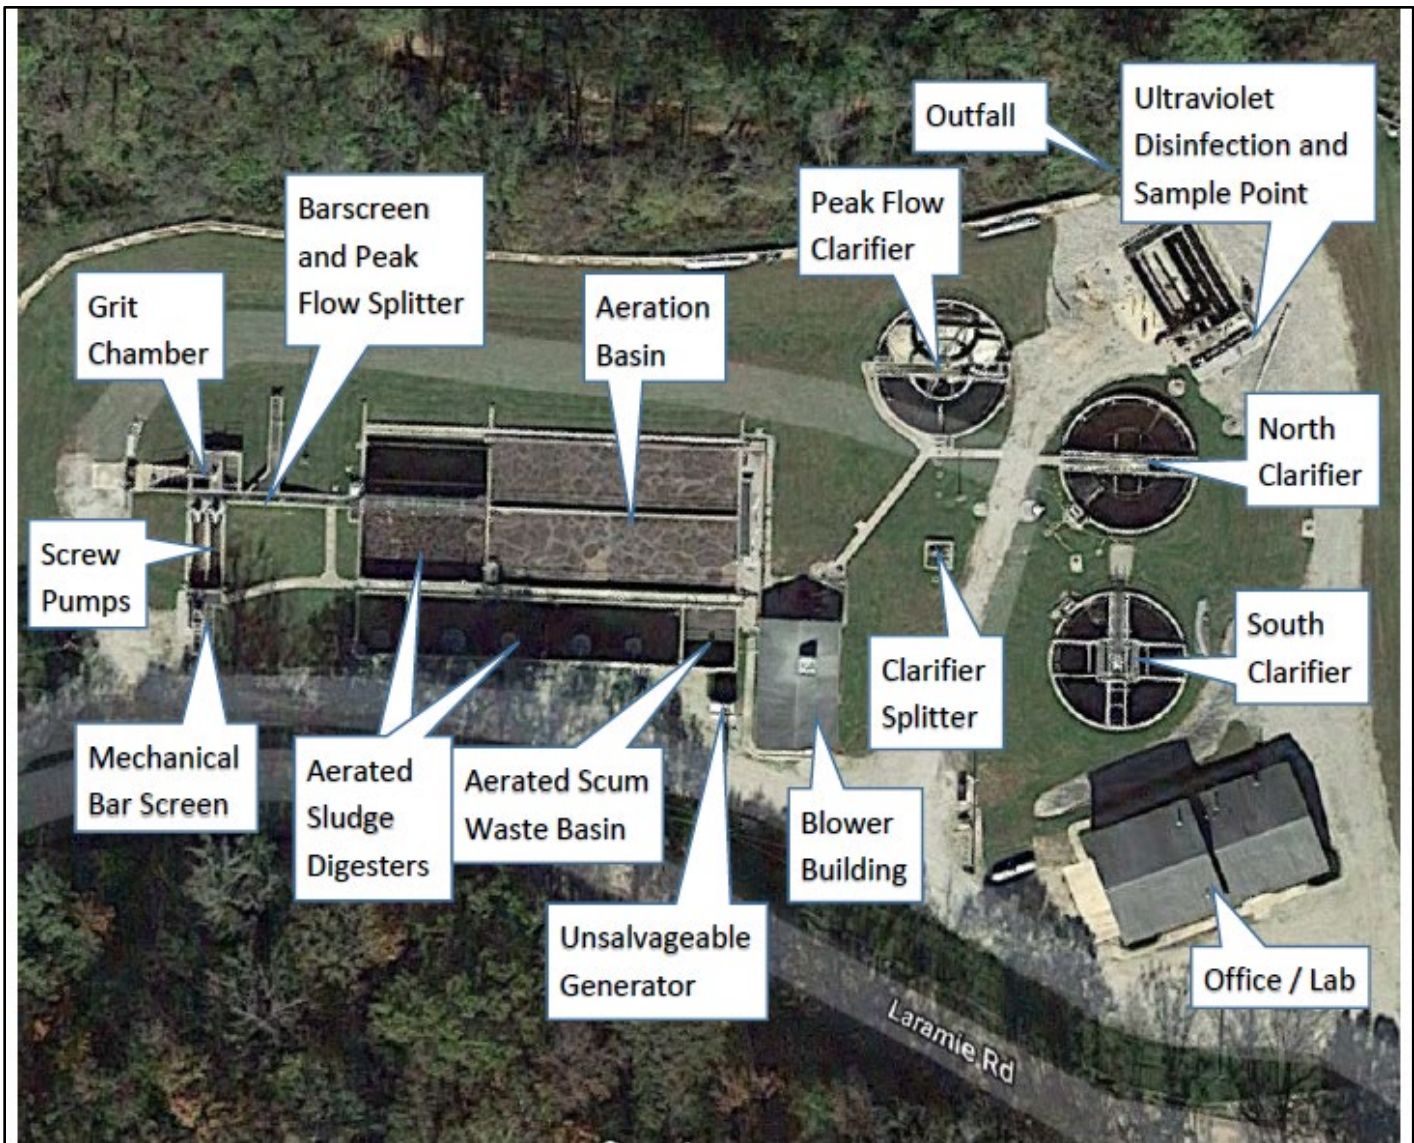 Outfall
Ultraviolet
Disinfection and
Sample Point
Peak Flow
Clarifier
Barscreen
and Peak
Flow Splitter
Grit
Chamber
Aeration
Basin
North
Clarifier
Screw
Pumps
South
Clarifier
Clarifier
Splitter
Mechanical
Bar Screen
Aerated
Sludge
Digesters
Aerated Scum
Waste Basin
Blower
Building
Unsalvageable
Generator
Office / Lab
Laramie Rd